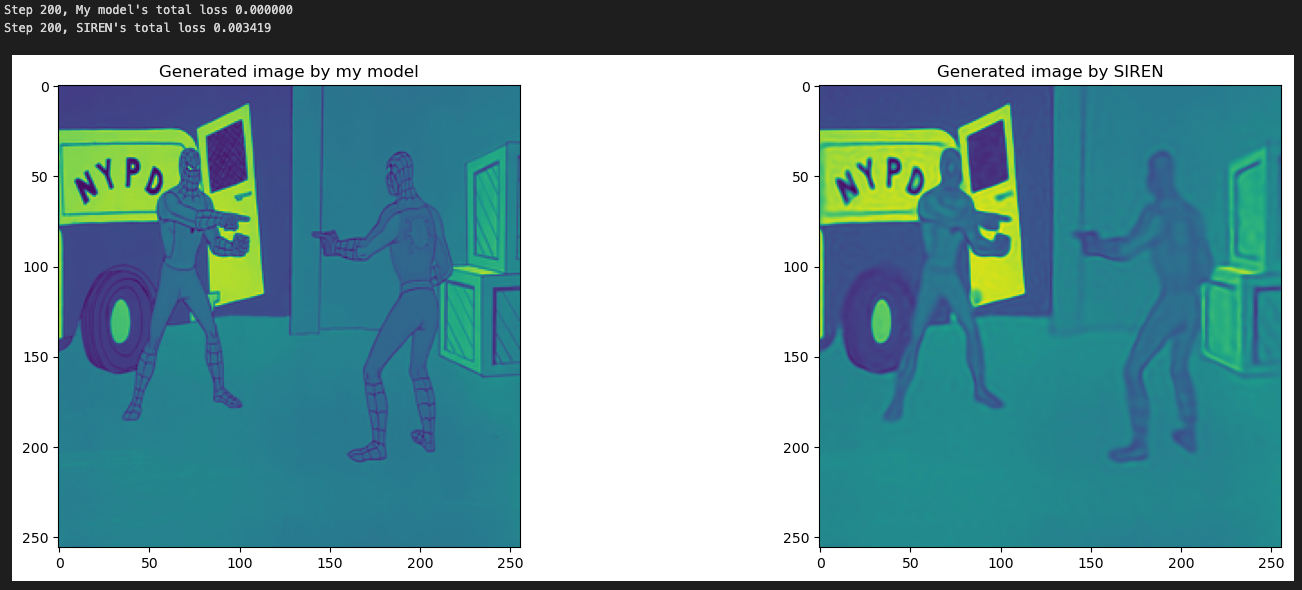 Step 200, My model's total loss 0.000000
Step 200, SIREN's total loss 0.003419
Generated image by my model
0
50
100
150
200
250
0 50 100 150 200 250
NYPD
Generated image by SIREN
0
50
100
150
200
250
0 50 100 150 200 250
NYPD